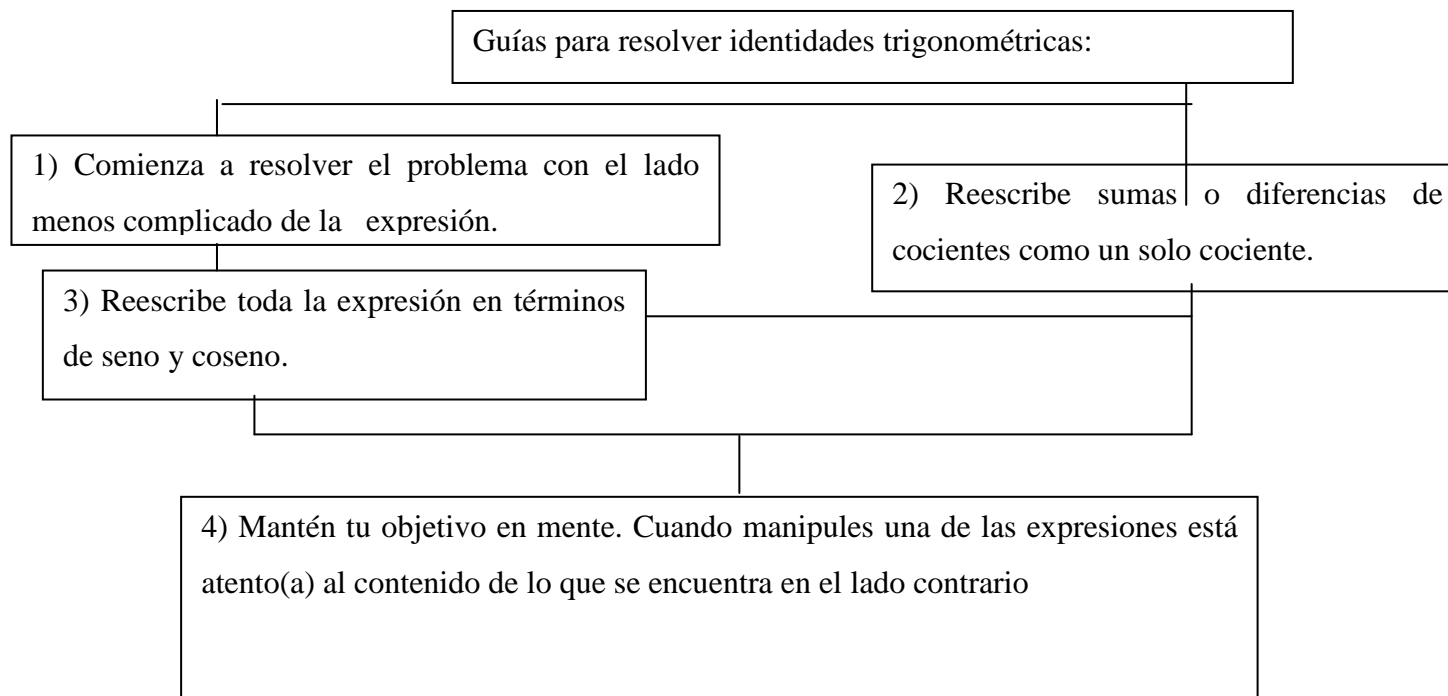 Guías para resolver identidades trigonométricas:
1) Comienza a resolver el problema con el lado
menos complicado de la expresión.
2) Reescribe sumas o diferencias de
cocientes como un solo cociente.
3) Reescribe toda la expresión en términos
de seno y coseno.
4) Mantén tu objetivo en mente. Cuando manipules una de las expresiones está
atento(a) al contenido de lo que se encuentra en el lado contrario